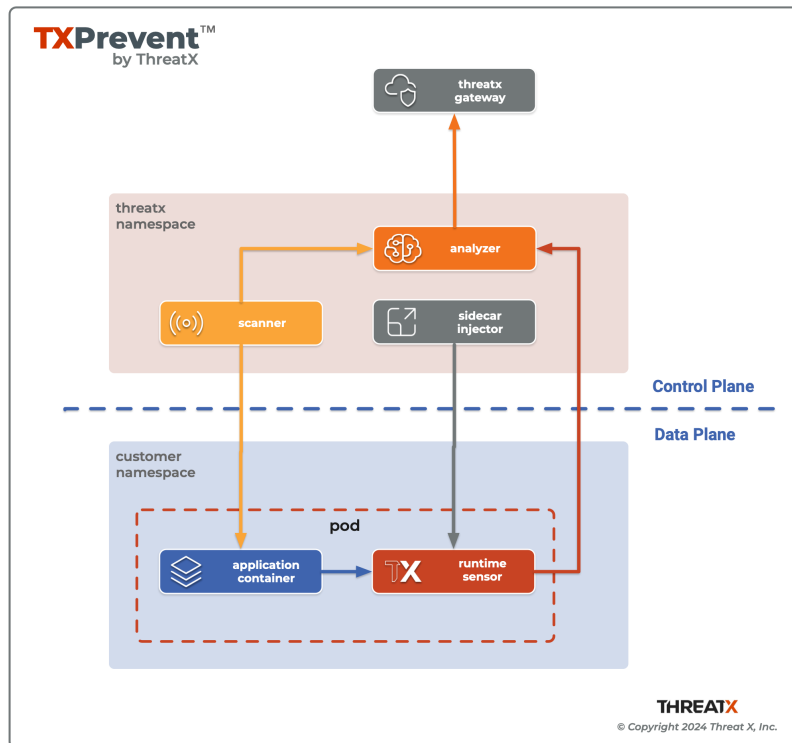 TXPrevent™
by ThreatX
threatx
gateway
threatx
namespace
analyzer
scanner
sidecar
injector
Control Plane
Data Plane
customer
namespace
pod
application
container
TX
runtime
sensor
THREATX
© Copyright 2024 Threat X, Inc.